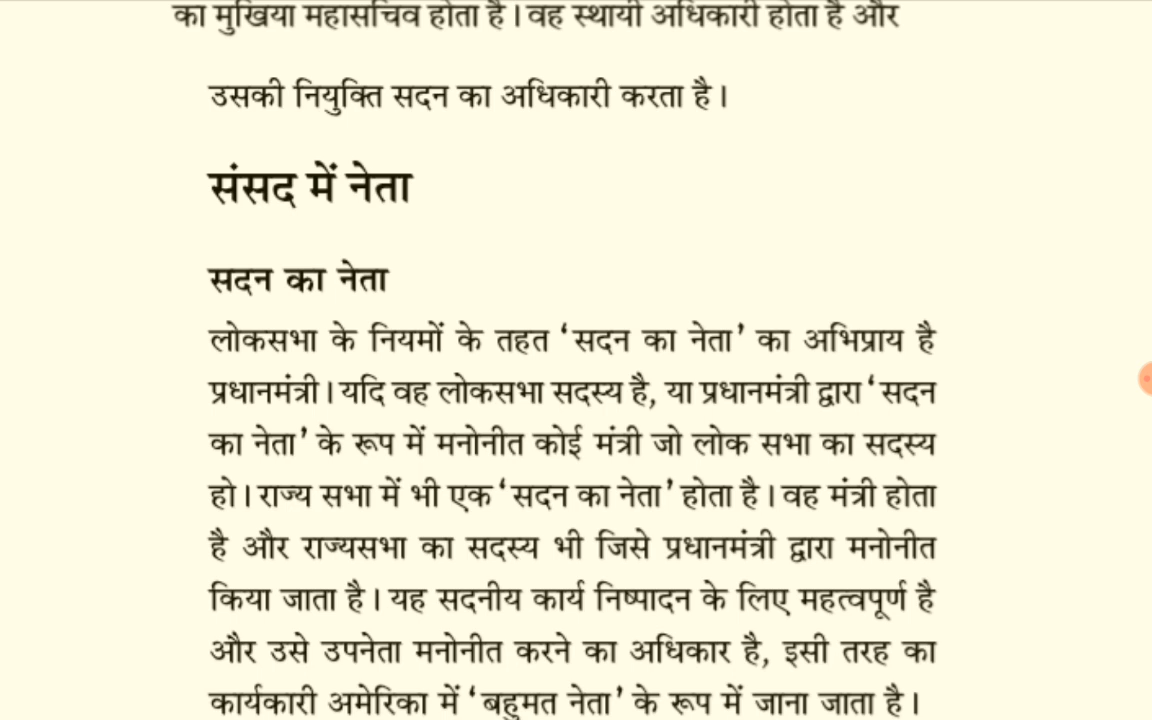 का मुखिया महासचिव होता है। वह स्थायी अधिकारी होता है और
उसकी नियुक्ति सदन का अधिकारी करता है।
संसद में नेता
सदन का नेता
लोकसभा के नियमों के तहत ‘सदन का नेता’ का अभिप्राय है
प्रधानमंत्री। यदि वह लोकसभा सदस्य है, या प्रधानमंत्री द्वारा ‘सदन
का नेता’ के रूप में मनोनीत कोई मंत्री जो लोक सभा का सदस्य
हो। राज्य सभा में भी एक ‘सदन का नेता’ होता है। वह मंत्री होता
है और राज्यसभा का सदस्य भी जिसे प्रधानमंत्री द्वारा मनोनीत
किया जाता है। यह सदनीय कार्य निष्पादन के लिए महत्वपूर्ण है
और उसे उपनेता मनोनीत करने का अधिकार है, इसी तरह का
कार्यकारी अमेरिका में ‘बहुमत नेता’ के रूप में जाना जाता है।